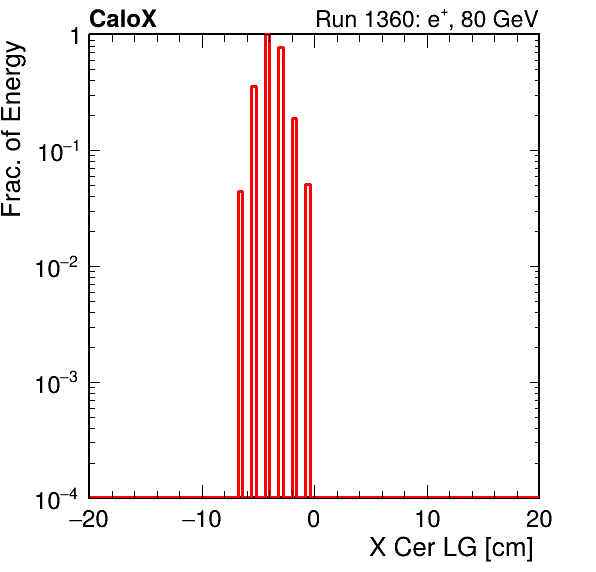 CaloX Run 1360: e⁺, 80 GeV
Frac. of Energy
1
10⁻¹
10⁻²
10⁻³
10⁻⁴
−20 −10 0 10 20
X Cer LG [cm]